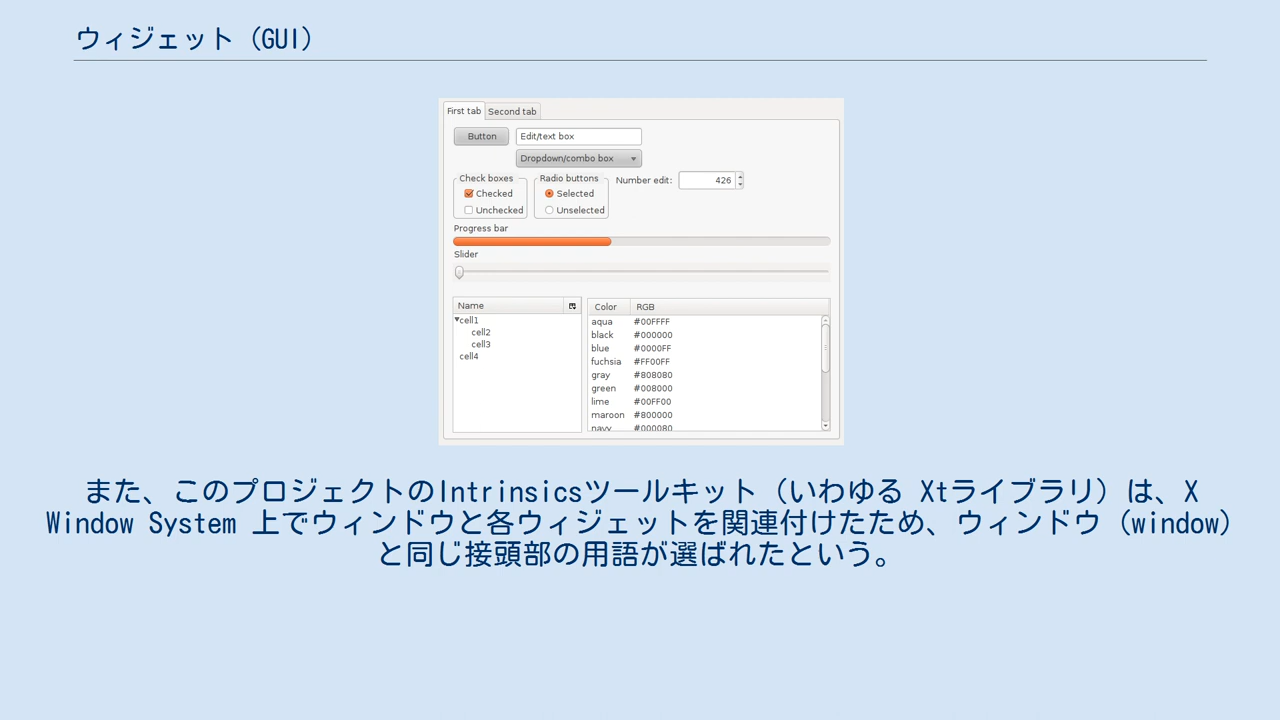 ウィジェット（GUI）
First tab Second tab
Button Edit/text box
Dropdown/combo box
Check boxes Radio buttons Number edit: 426
Checked Selected
Unchecked Unselected
Progress bar
Slider
Name Color RGB
cell1 aqua #00FFFF
cell2 black #000000
cell3 blue #0000FF
cell4 fuchsia #FF00FF
gray #808080
green #008000
lime #00FF00
maroon #800000
navy #000080
また、このプロジェクトのIntrinsicsツールキット（いわゆる Xtライブラリ）は、X
Window System 上でウィンドウと各ウィジェットを関連付けたため、ウィンドウ（window）
と同じ接頭部の用語が選ばれたという。